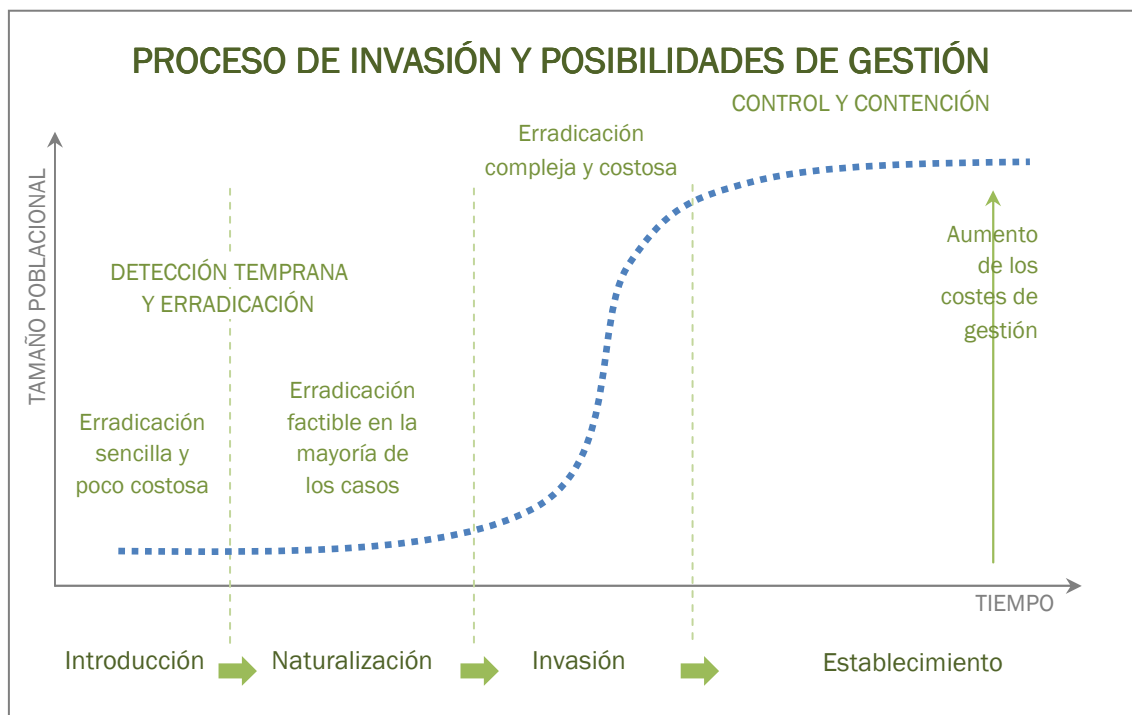 PROCESO DE INVASIÓN Y POSIBILIDADES DE GESTIÓN
CONTROL Y CONTENCIÓN
Erradicación
compleja y costosa
TAMAÑO POBLACIONAL
DETECCIÓN TEMPRANA
Y ERRADICACIÓN
Aumento
de los
costes de
gestión
Erradicación
sencilla y
poco costosa
Erradicación
factible en la
mayoría de
los casos
TIEMPO
Introducción
Naturalización
Invasión
Establecimiento